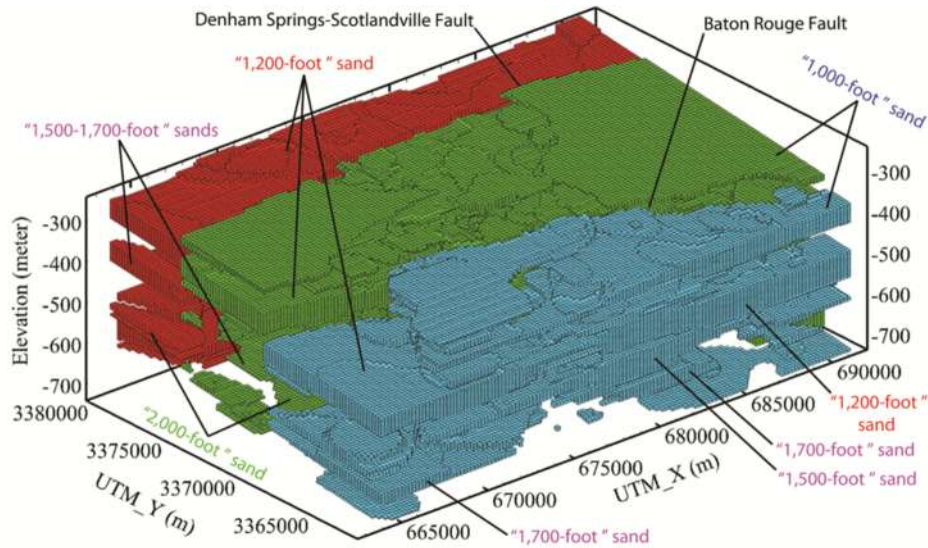 Denham Springs-Scotlandville Fault
Baton Rouge Fault
"1,200-foot" sand
"1,000-foot" sand
"1,500-1,700-foot" sands
-300
-400
-500
-600
-700
Elevation (meter)
-300
-400
-500
-600
-700
3380000
3375000
3370000
3365000
UTM_Y (m)
"2,000-foot" sand
665000
670000
675000
680000
685000
690000
UTM_X (m)
"1,200-foot"
sand
"1,700-foot" sand
"1,500-foot" sand
"1,700-foot" sand